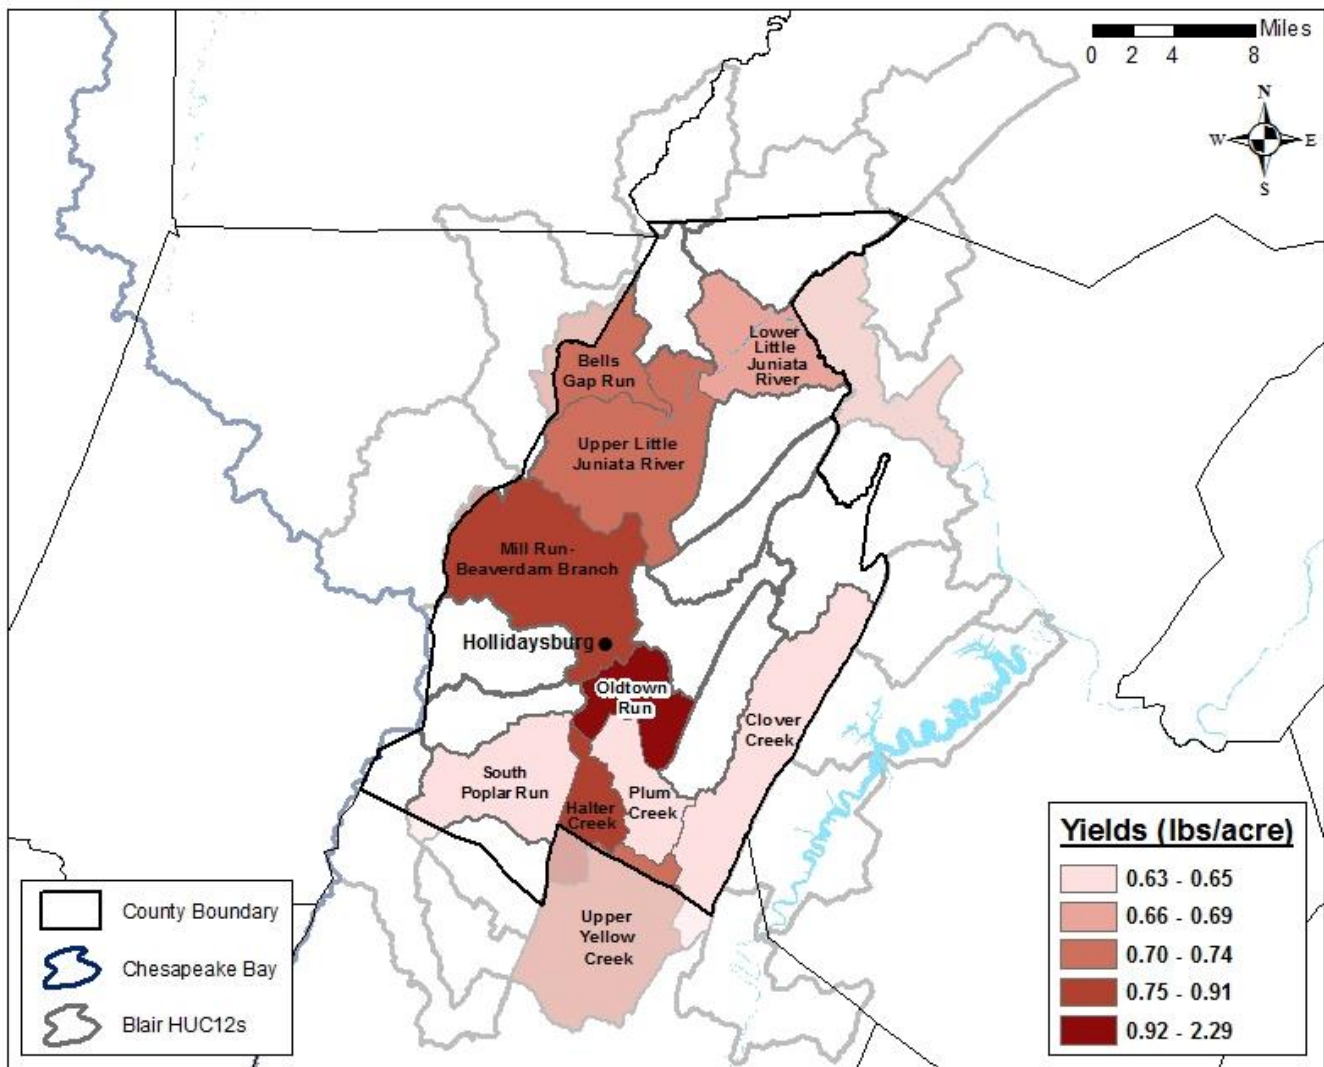 Miles
0 2 4 8
N
W E
S
Lower
Little
Juniata
River
Bells
Gap Run
Upper Little
Juniata River
Mill Run-
Beaverdam Branch
Hollidaysburg
Oldtown
Run
Clover
Creek
South
Poplar Run
Plum
Creek
Halter
Creek
Upper
Yellow
Creek
County Boundary
Chesapeake Bay
Blair HUC12s
Yields (lbs/acre)
0.63 - 0.65
0.66 - 0.69
0.70 - 0.74
0.75 - 0.91
0.92 - 2.29